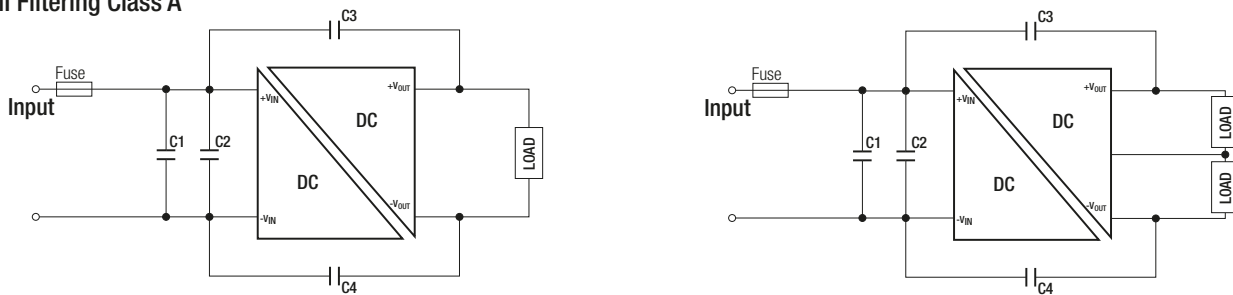 Filtering Class A
C3
Fuse
+VOUT
Input
+VIN
DC
C1
C2
LOAD
DC
-VIN
-VOUT
C4
C3
Fuse
+VOUT
Input
+VIN
DC
LOAD
C1
C2
DC
LOAD
-VIN
-VOUT
C4